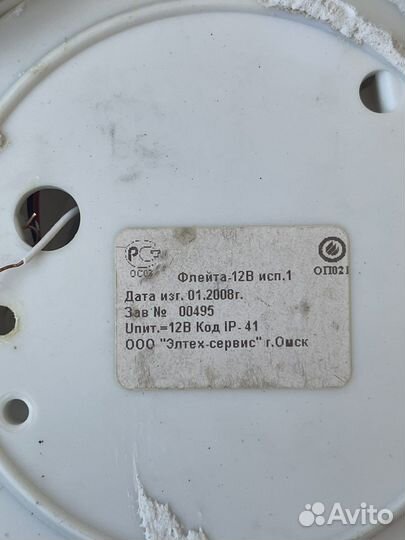 РС
ОС02
ОП021
Флейта-12В исп.1
Дата изг. 01.2008г.
Зав № 00495
Uпит.=12В Код IP-41
ООО "Элтех-сервис" г.Омск
Avito